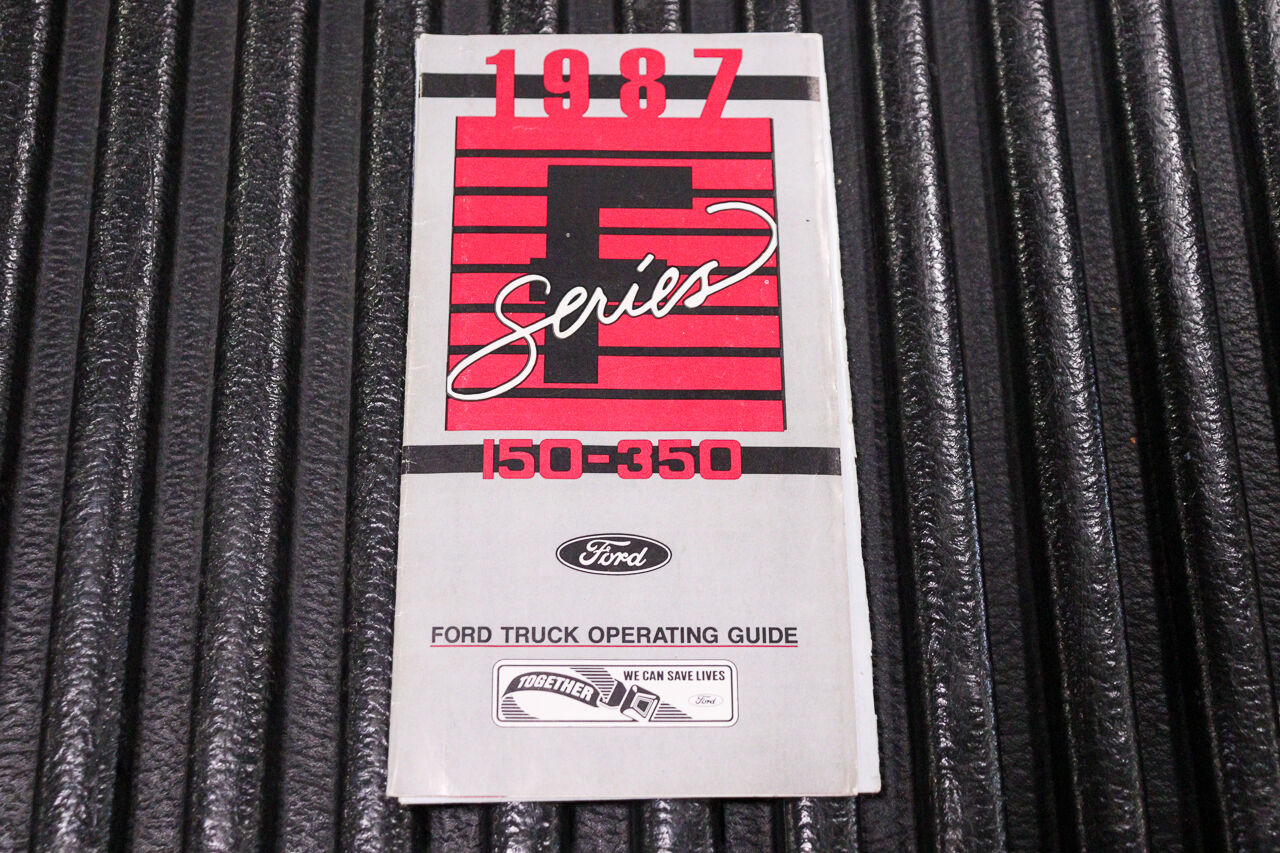 1987
F
Series
150-350
Ford
FORD TRUCK OPERATING GUIDE
TOGETHER
WE CAN SAVE LIVES
Ford